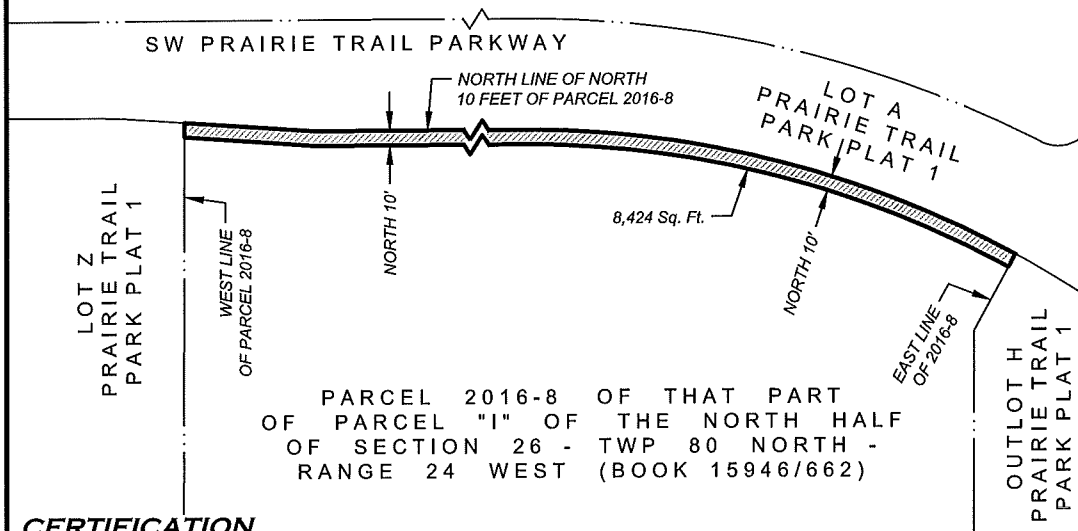 SW PRAIRIE TRAIL PARKWAY
NORTH LINE OF NORTH
10 FEET OF PARCEL 2016-8
LOT A
PRAIRIE TRAIL
PARK PLAT 1
NORTH 10'
8,424 Sq. Ft.
NORTH 10'
WEST LINE
OF PARCEL 2016-8
LOT Z
PRAIRIE TRAIL
PARK PLAT 1
EAST LINE
OF 2016-8
OUTLOT H
PRAIRIE TRAIL
PARK PLAT 1
PARCEL 2016-8 OF THAT PART
OF PARCEL "I" OF THE NORTH HALF
OF SECTION 26 - TWP 80 NORTH -
RANGE 24 WEST (BOOK 15946/662)
CERTIFICATION